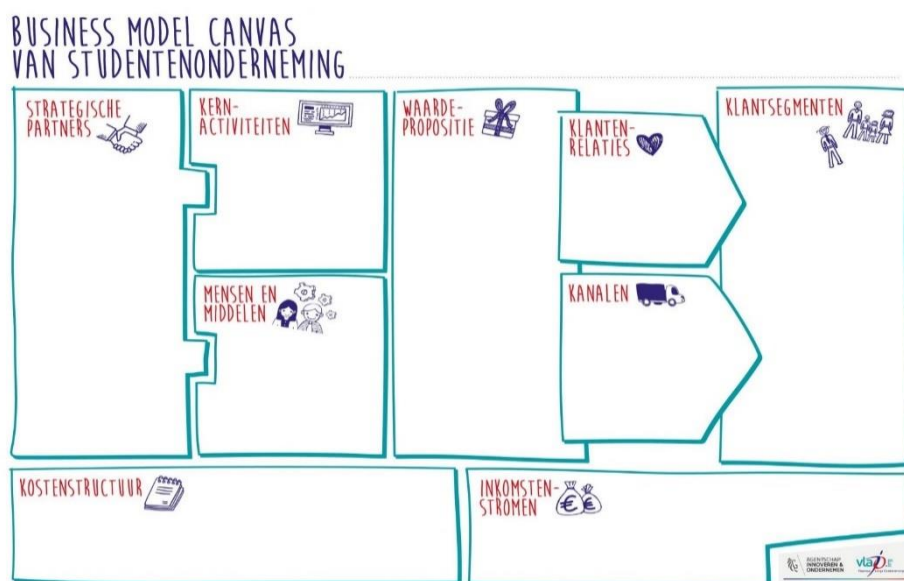 BUSINESS MODEL CANVAS
VAN STUDENTENONDERNEMING
STRATEGISCHE
PARTNERS
KERN-
ACTIVITEITEN
MENSEN EN
MIDDELEN
WAARDE-
PROPOSITIE
KLANTEN-
RELATIES
KANALEN
KLANTSEGMENTEN
KOSTENSTRUCTUUR
INKOMSTEN-
STROMEN
€ €
AGENTSCHAP
INNOVEREN &
ONDERNEMEN
vlajo